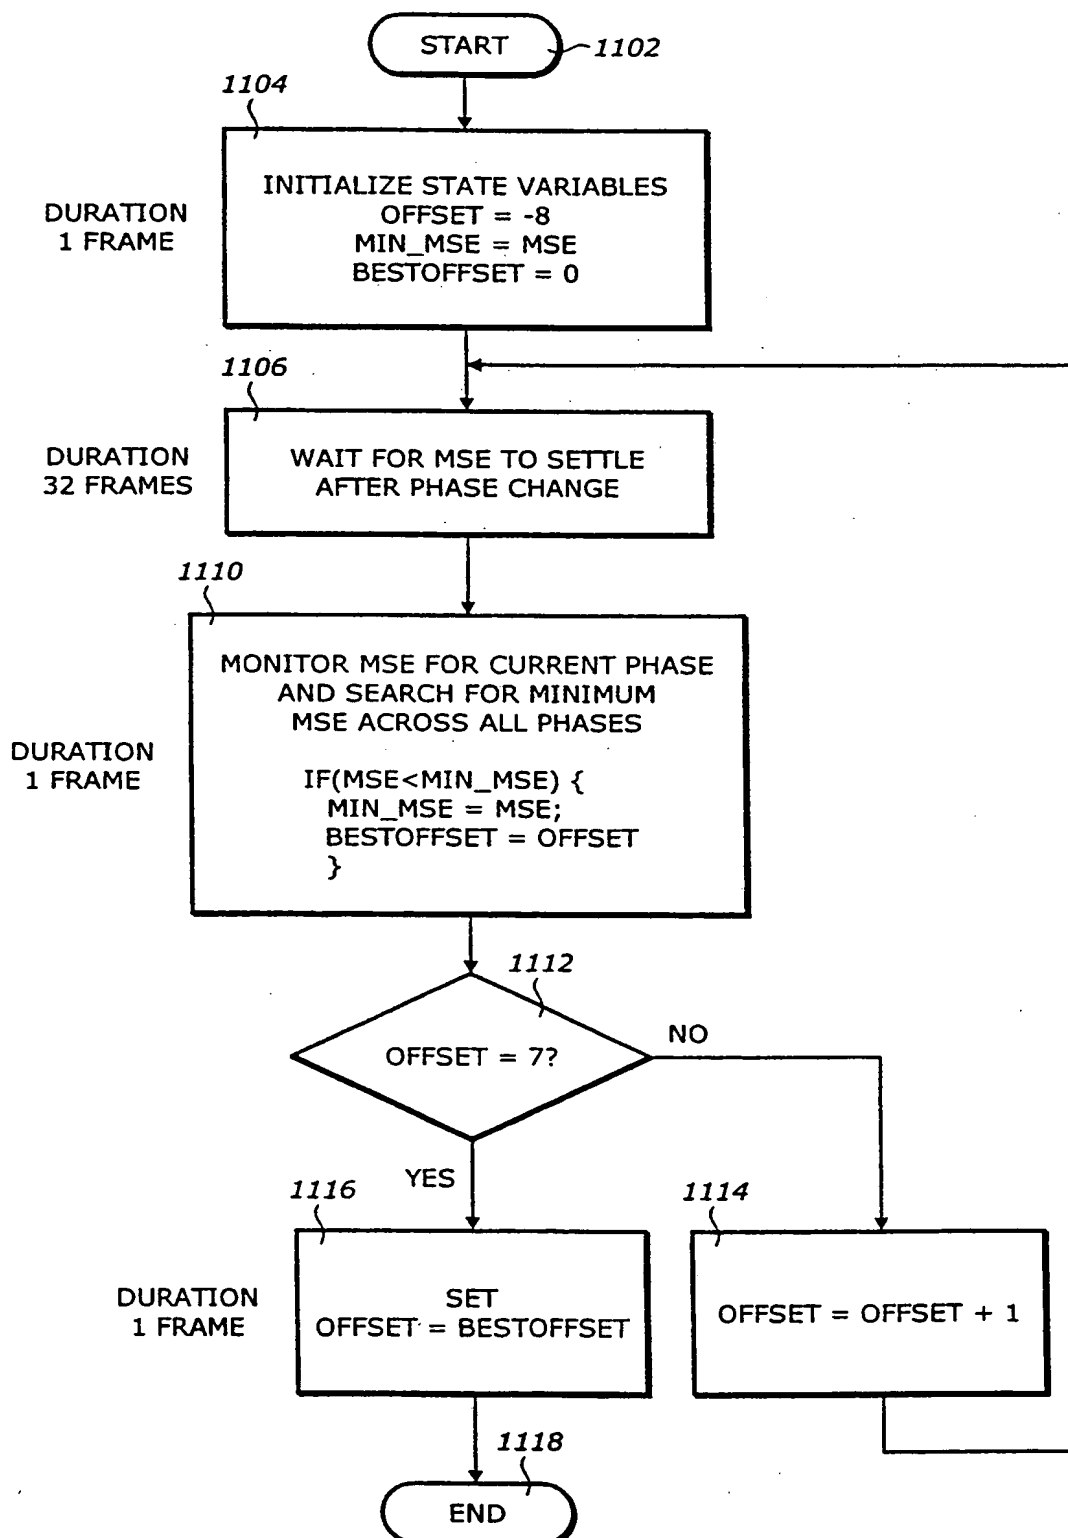 START
1102
1104
DURATION
1 FRAME
INITIALIZE STATE VARIABLES
OFFSET = -8
MIN_MSE = MSE
BESTOFFSET = 0
1106
DURATION
32 FRAMES
WAIT FOR MSE TO SETTLE
AFTER PHASE CHANGE
1110
DURATION
1 FRAME
MONITOR MSE FOR CURRENT PHASE
AND SEARCH FOR MINIMUM
MSE ACROSS ALL PHASES
IF(MSE<MIN_MSE) {
MIN_MSE = MSE;
BESTOFFSET = OFFSET
}
1112
OFFSET = 7?
NO
YES
1116
DURATION
1 FRAME
SET
OFFSET = BESTOFFSET
1114
OFFSET = OFFSET + 1
1118
END